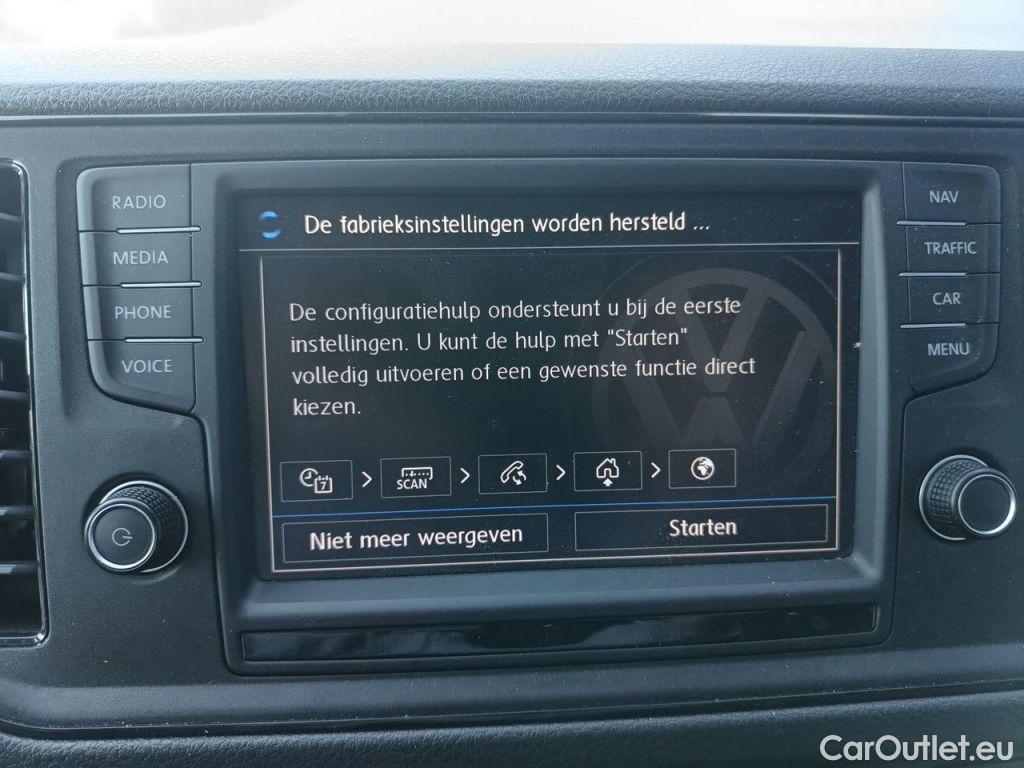 RADIO
MEDIA
PHONE
VOICE
De fabrieksinstellingen worden hersteld ...
De configuratiehulp ondersteunt u bij de eerste
instellingen. U kunt de hulp met "Starten"
volledig uitvoeren of een gewenste functie direct
kiezen.
7
SCAN
Niet meer weergeven
Starten
NAV
TRAFFIC
CAR
MENU
CarOutlet.eu